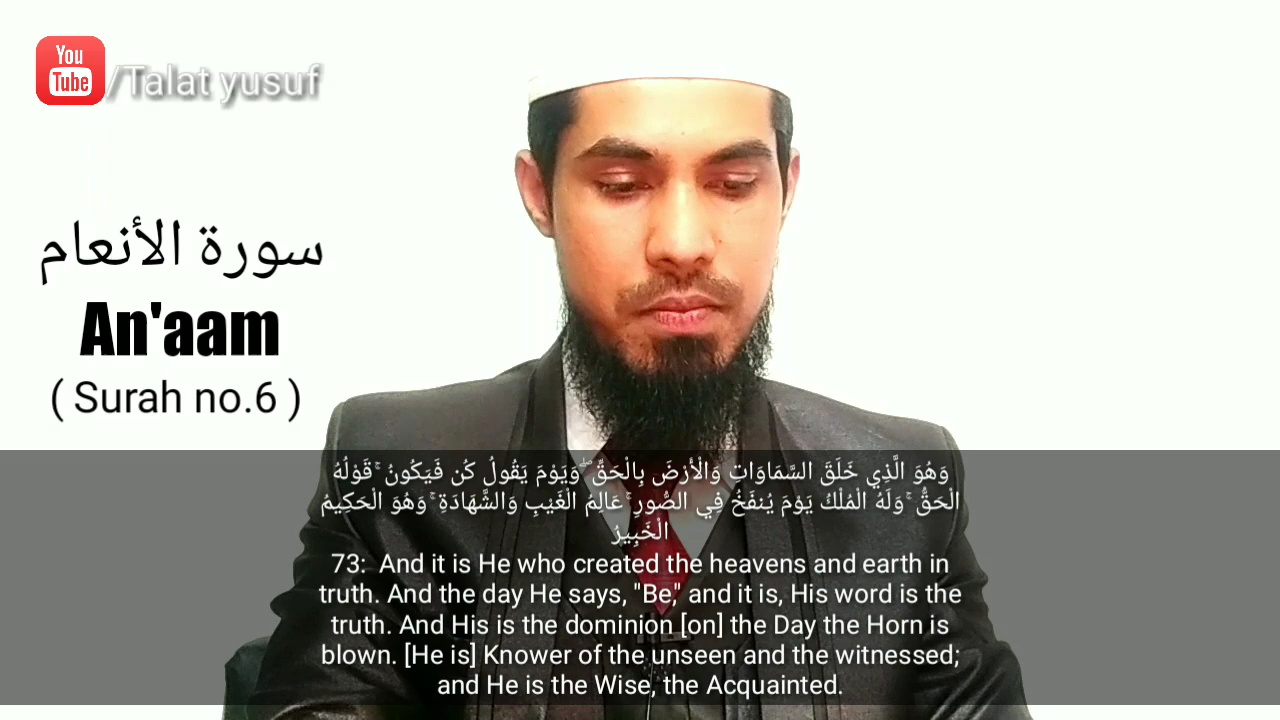 You
Tube
/Talat yusuf
سورة الأنعام
An'aam
( Surah no.6 )
وَهُوَ الَّذِي خَلَقَ السَّمَاوَاتِ وَالْأَرْضَ بِالْحَقِّ ۖ وَيَوْمَ يَقُولُ كُن فَيَكُونُ ۚ قَوْلُهُ
الْحَقُّ ۚ وَلَهُ الْمُلْكُ يَوْمَ يُنفَخُ فِي الصُّورِ ۚ عَالِمُ الْغَيْبِ وَالشَّهَادَةِ ۚ وَهُوَ الْحَكِيمُ
الْخَبِيرُ
73:  And it is He who created the heavens and earth in
truth. And the day He says, "Be," and it is, His word is the
truth. And His is the dominion [on] the Day the Horn is
blown. [He is] Knower of the unseen and the witnessed;
and He is the Wise, the Acquainted.